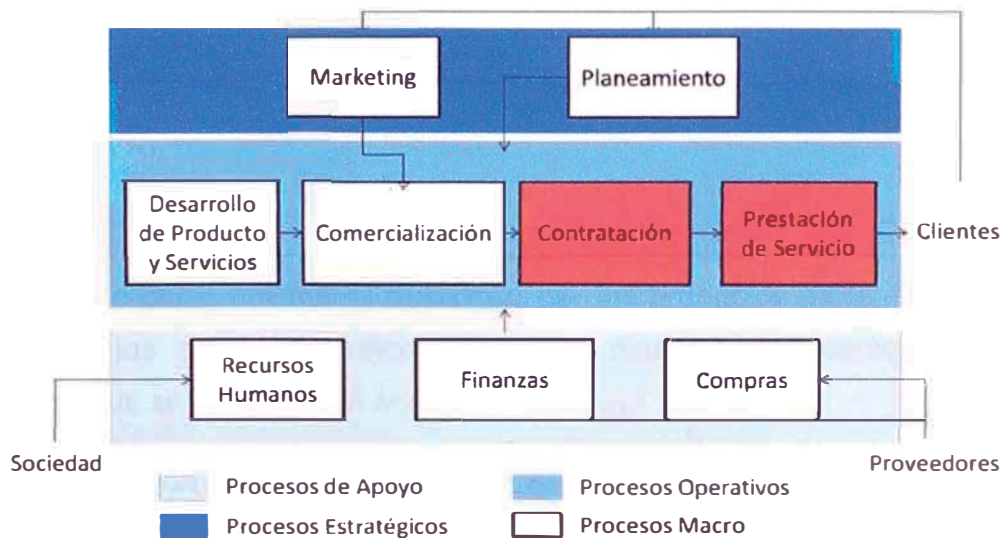 Marketing
Planeamiento
Desarrollo
de Producto
y Servicios
Comercialización
Contratación
Prestación
de Servicio
Clientes
Recursos
Humanos
Finanzas
Compras
Sociedad
Proveedores
Procesos de Apoyo
Procesos Operativos
Procesos Estratégicos
Procesos Macro